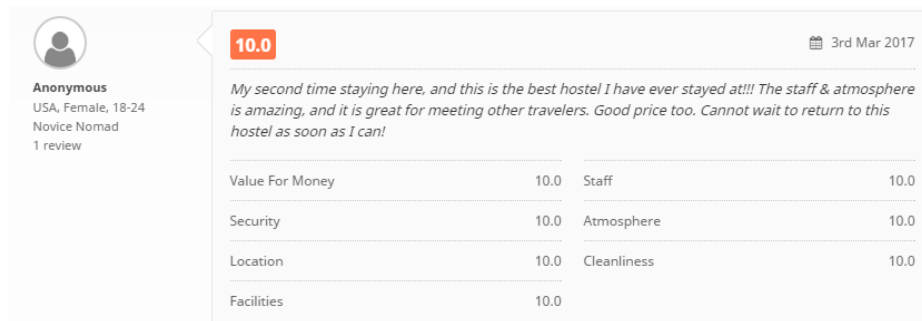 10.0
3rd Mar 2017
Anonymous
USA, Female, 18-24
Novice Nomad
1 review
My second time staying here, and this is the best hostel I have ever stayed at!!! The staff & atmosphere
is amazing, and it is great for meeting other travelers. Good price too. Cannot wait to return to this
hostel as soon as I can!
Value For Money 10.0 Staff 10.0
Security 10.0 Atmosphere 10.0
Location 10.0 Cleanliness 10.0
Facilities 10.0